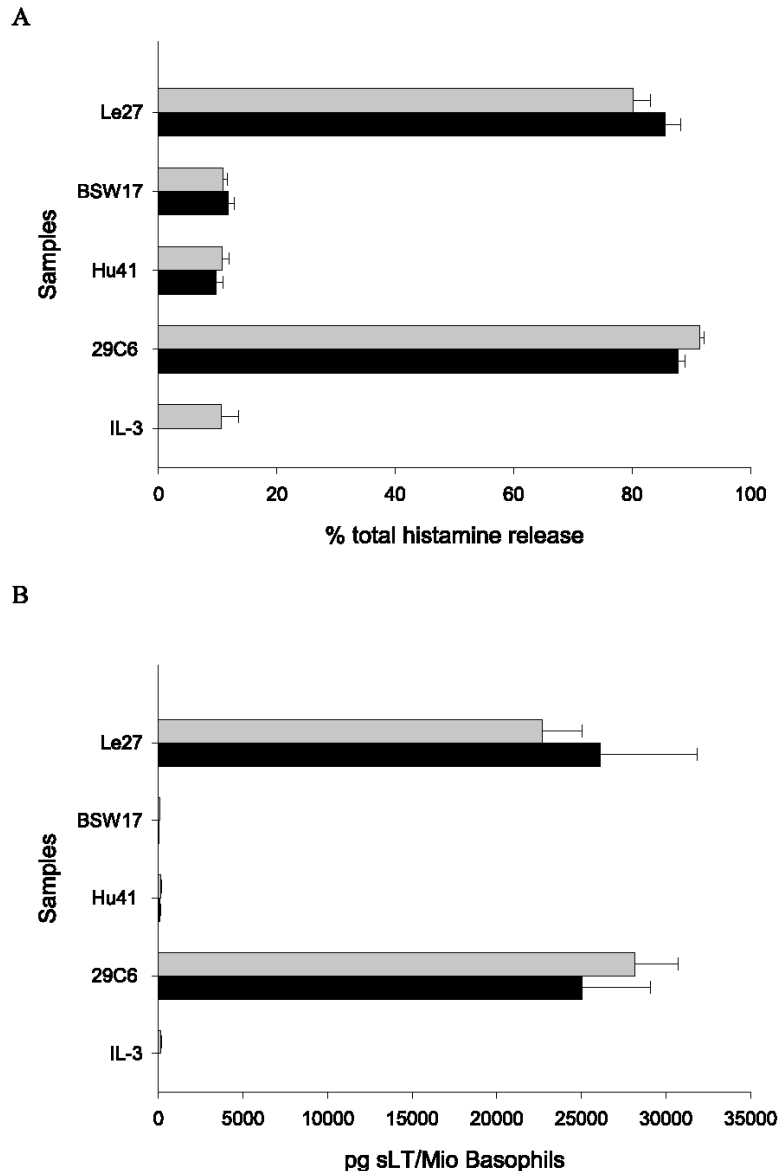 A
Le27
BSW17
Hu41
29C6
IL-3
Samples
0 20 40 60 80 100
% total histamine release
B
Le27
BSW17
Hu41
29C6
IL-3
Samples
0 5000 10000 15000 20000 25000 30000 35000
pg sLT/Mio Basophils